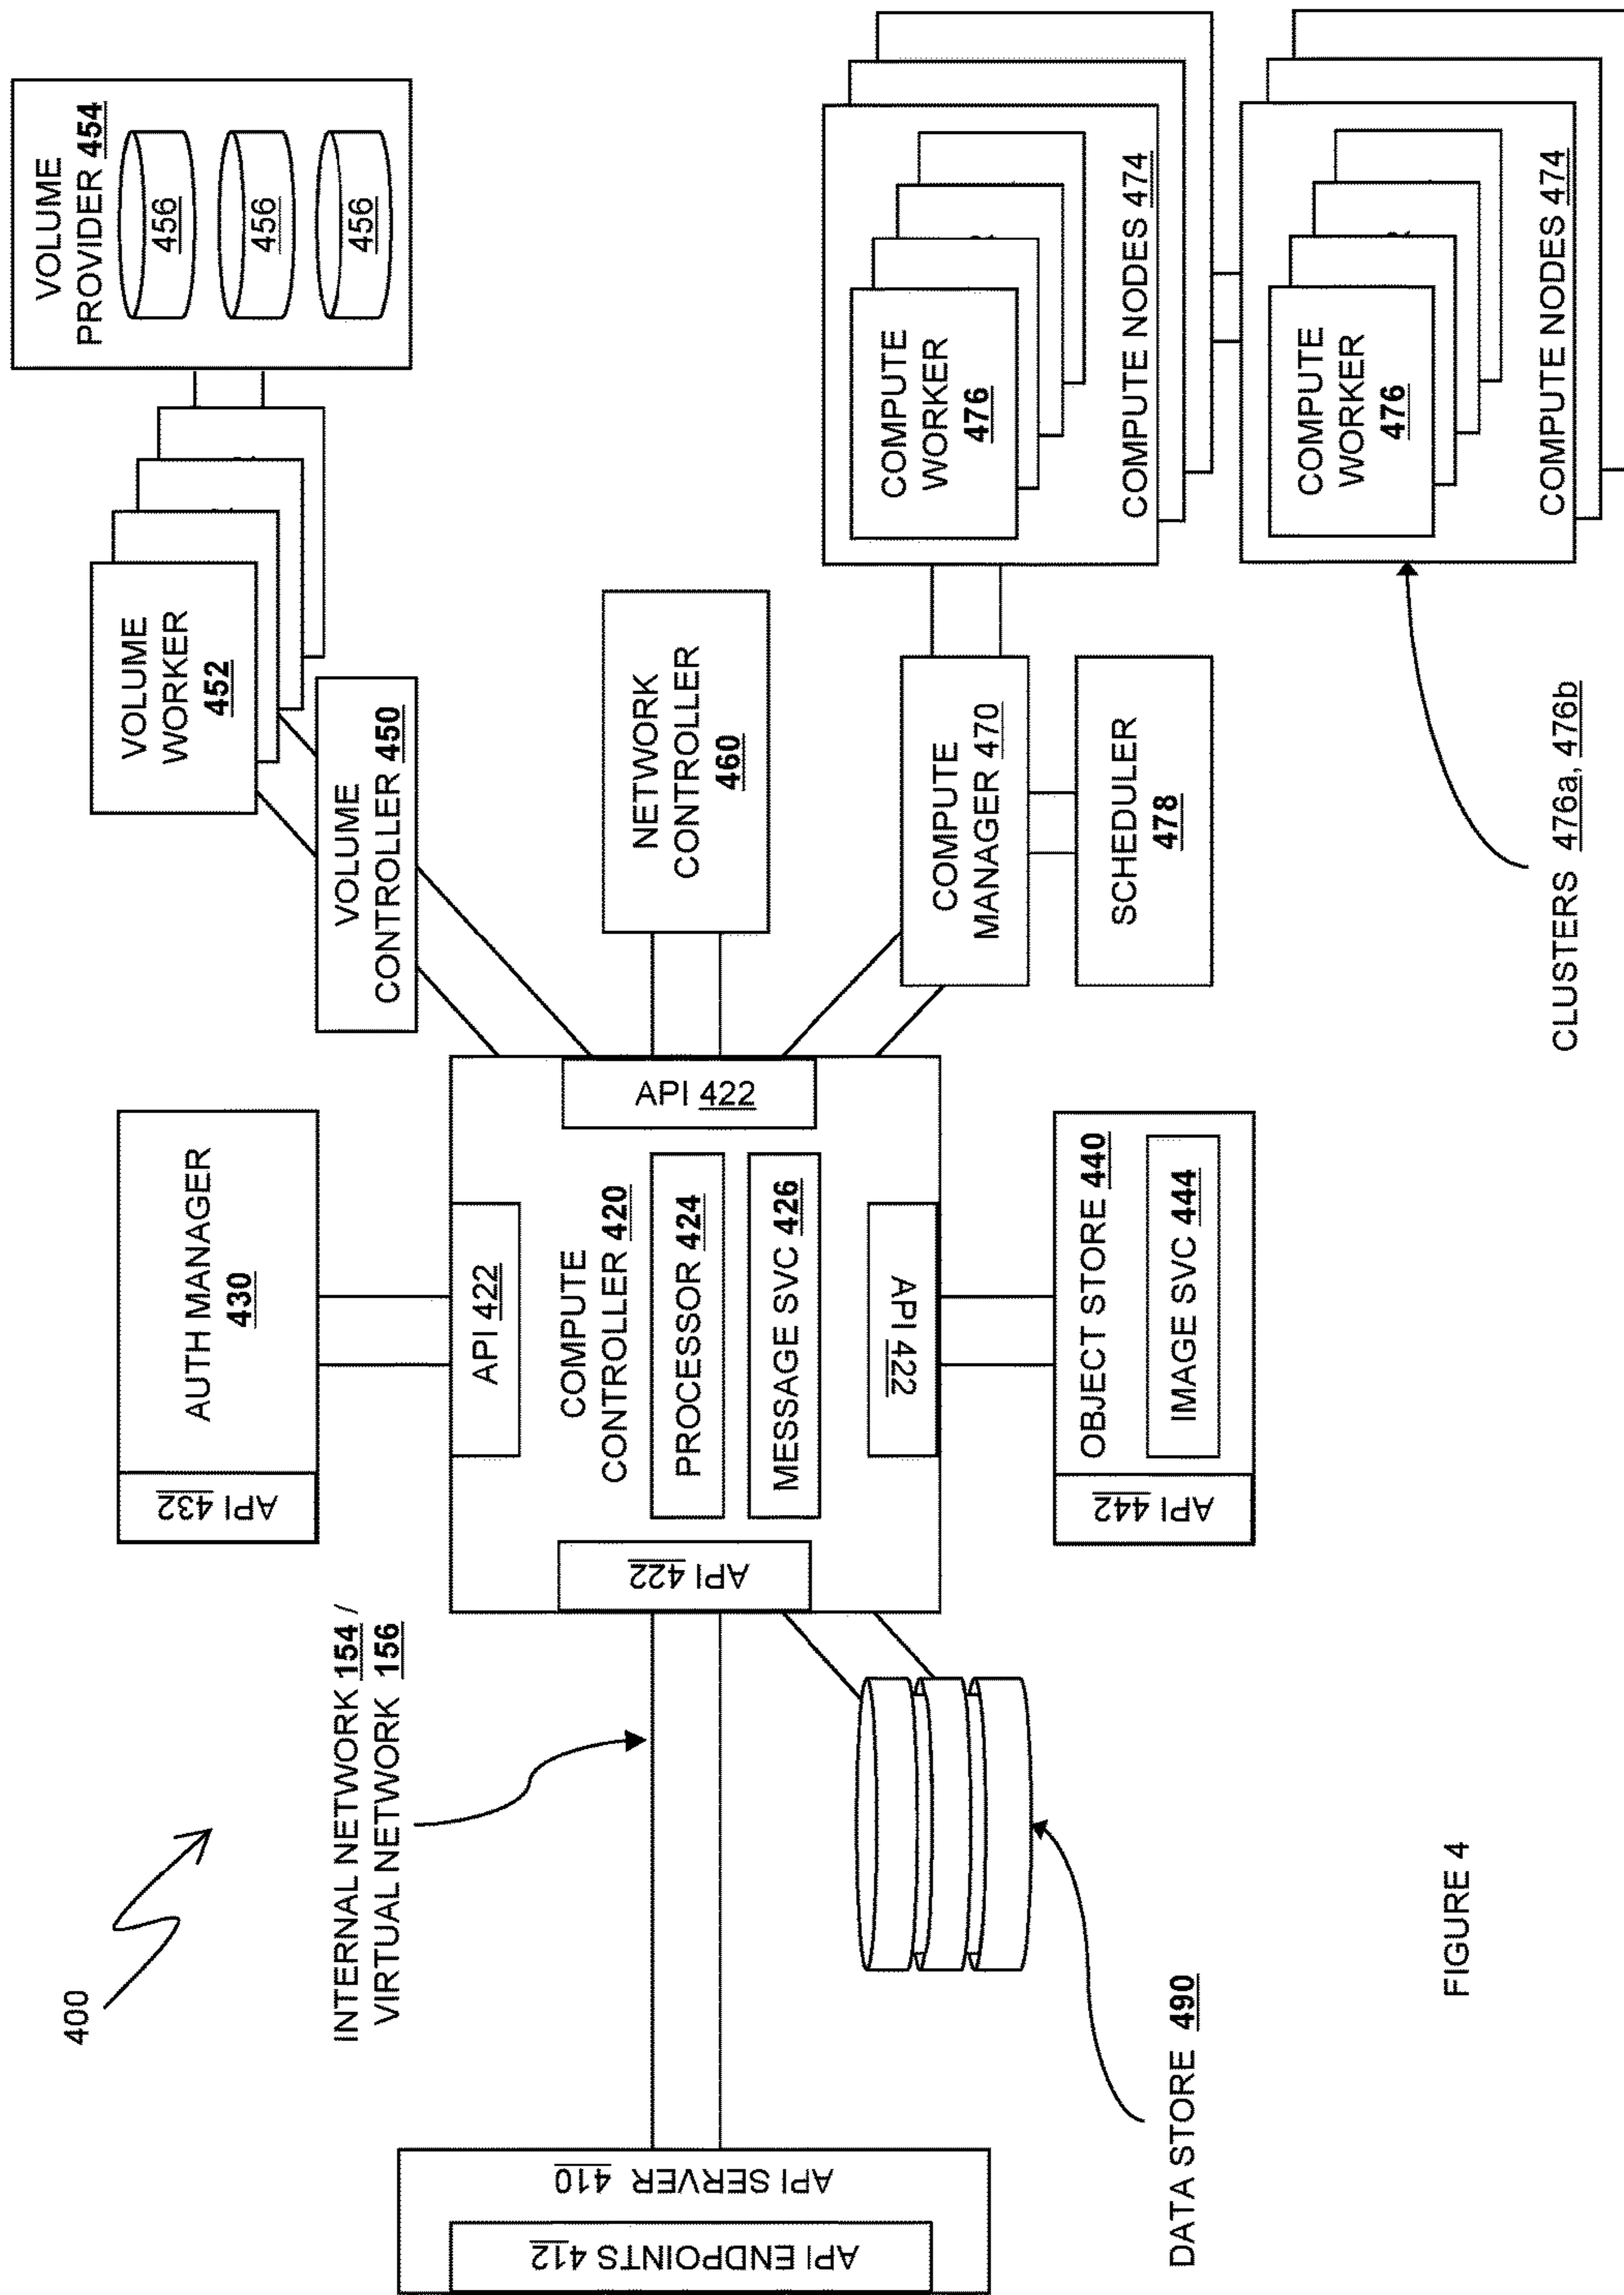 400
INTERNAL NETWORK 154 /
VIRTUAL NETWORK 156
API SERVER 410
API ENDPOINTS 412
DATA STORE 490
API 432
AUTH MANAGER
430
API 422
API 422
COMPUTE
CONTROLLER 420
PROCESSOR 424
MESSAGE SVC 426
API 422
API 422
API 442
OBJECT STORE 440
IMAGE SVC 444
VOLUME
CONTROLLER 450
VOLUME
WORKER
452
VOLUME
PROVIDER 454
456
456
456
NETWORK
CONTROLLER
460
COMPUTE
MANAGER 470
SCHEDULER
478
COMPUTE
WORKER
476
COMPUTE NODES 474
COMPUTE
WORKER
476
COMPUTE NODES 474
CLUSTERS 476a, 476b
FIGURE 4